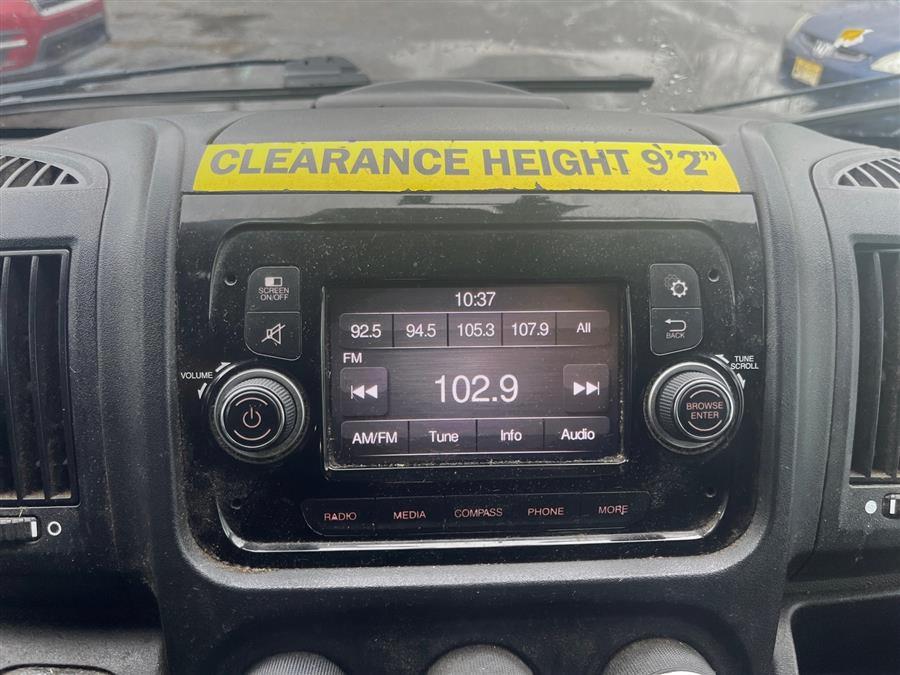 CLEARANCE HEIGHT 9'2"
SCREEN
ON/OFF
10:37
92.5 94.5 105.3 107.9 All
BACK
FM
VOLUME
TUNE
SCROLL
102.9
BROWSE
ENTER
AM/FM Tune Info Audio
RADIO MEDIA COMPASS PHONE MORE